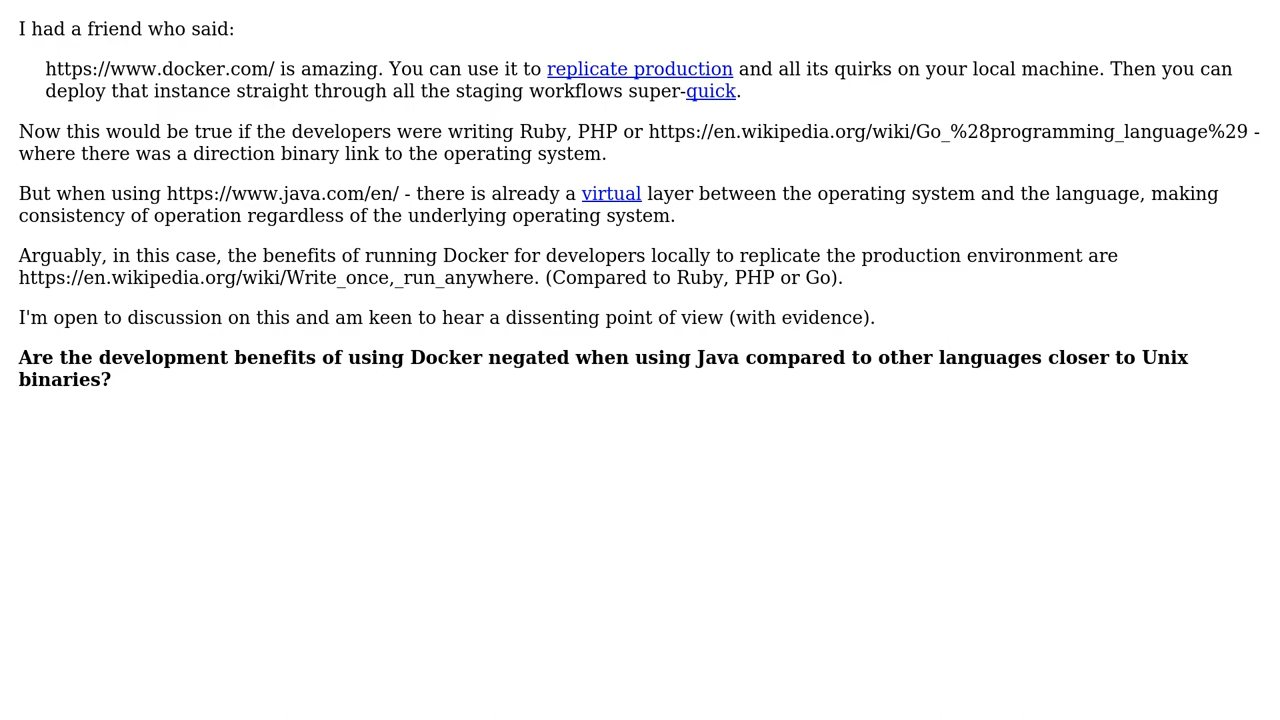 I had a friend who said:
https://www.docker.com/ is amazing. You can use it to replicate production and all its quirks on your local machine. Then you can
deploy that instance straight through all the staging workflows super-quick.
Now this would be true if the developers were writing Ruby, PHP or https://en.wikipedia.org/wiki/Go_%28programming_language%29 -
where there was a direction binary link to the operating system.
But when using https://www.java.com/en/ - there is already a virtual layer between the operating system and the language, making
consistency of operation regardless of the underlying operating system.
Arguably, in this case, the benefits of running Docker for developers locally to replicate the production environment are
https://en.wikipedia.org/wiki/Write_once,_run_anywhere. (Compared to Ruby, PHP or Go).
I'm open to discussion on this and am keen to hear a dissenting point of view (with evidence).
Are the development benefits of using Docker negated when using Java compared to other languages closer to Unix
binaries?